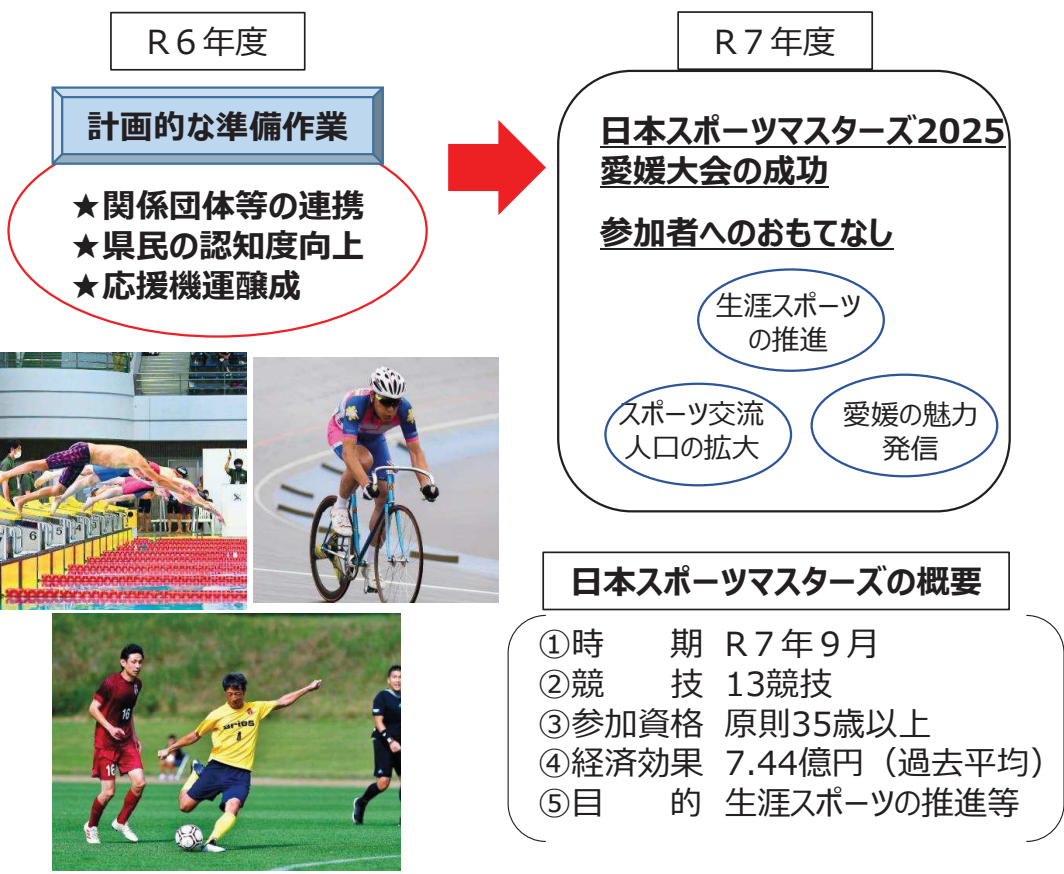 R６年度
計画的な準備作業
★関係団体等の連携
★県民の認知度向上
★応援機運醸成
R７年度
日本スポーツマスターズ2025
愛媛大会の成功
参加者へのおもてなし
生涯スポーツ
の推進
スポーツ交流
人口の拡大
愛媛の魅力
発信
6
5
4
16
16
aries
日本スポーツマスターズの概要
①時　　期 R７年９月
②競　　技 13競技
③参加資格 原則35歳以上
④経済効果 7.44億円（過去平均）
⑤目　　的 生涯スポーツの推進等